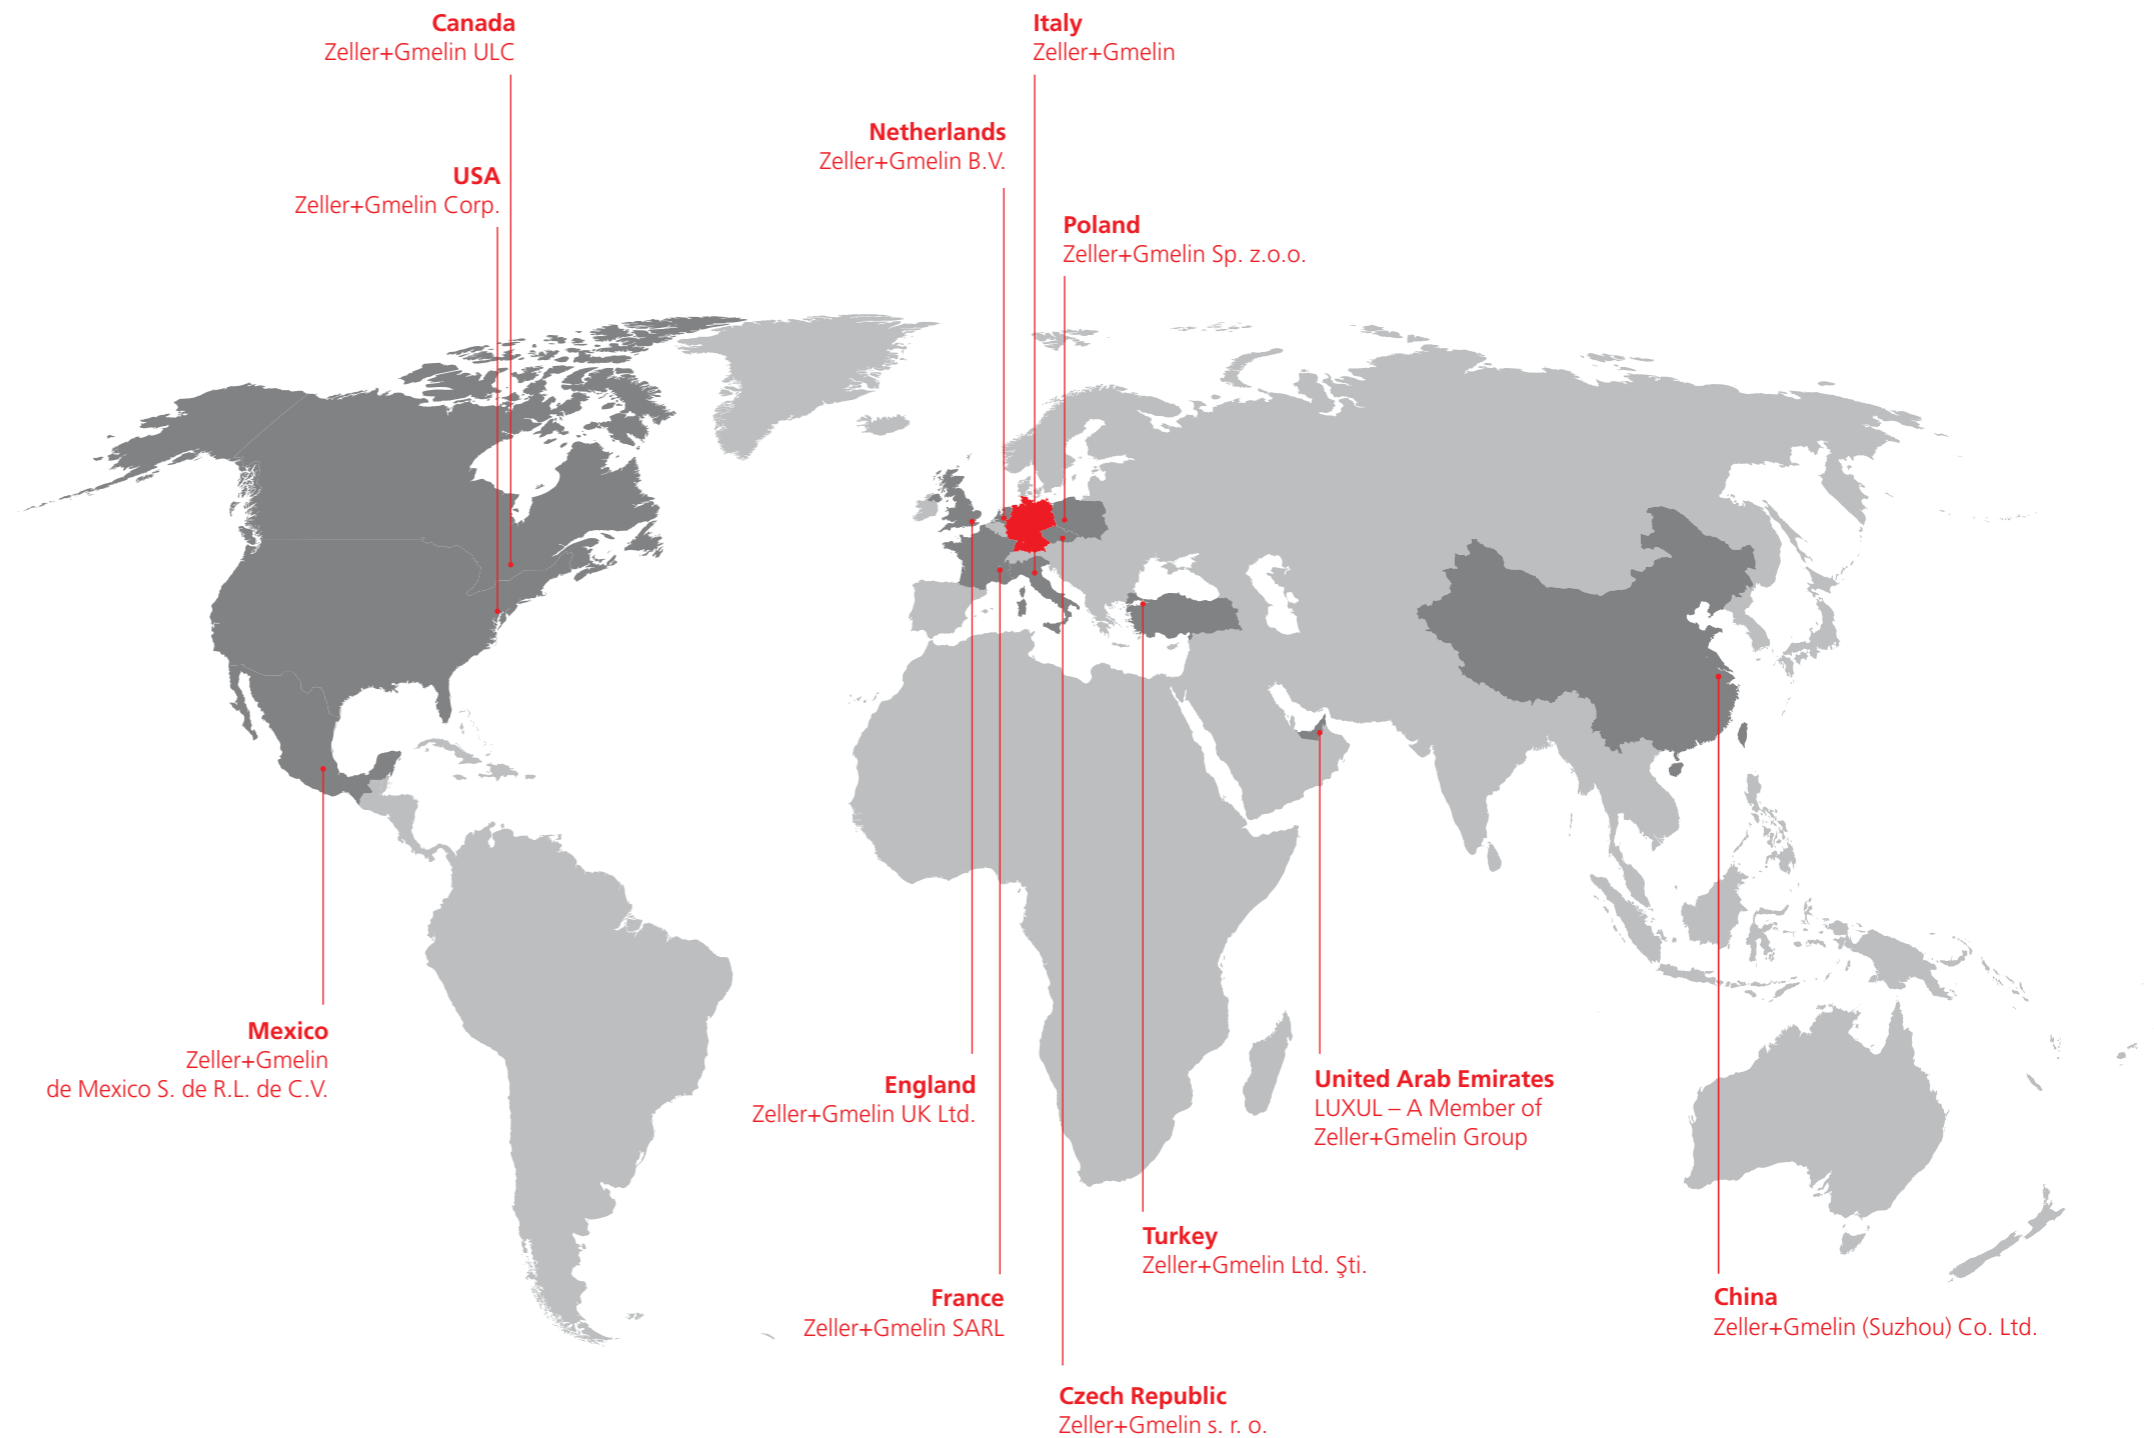 Canada
Zeller+Gmelin ULC
Italy
Zeller+Gmelin
Netherlands
Zeller+Gmelin B.V.
USA
Zeller+Gmelin Corp.
Poland
Zeller+Gmelin Sp. z.o.o.
Mexico
Zeller+Gmelin
de Mexico S. de R.L. de C.V.
England
Zeller+Gmelin UK Ltd.
United Arab Emirates
LUXUL – A Member of
Zeller+Gmelin Group
Turkey
Zeller+Gmelin Ltd. Şti.
France
Zeller+Gmelin SARL
China
Zeller+Gmelin (Suzhou) Co. Ltd.
Czech Republic
Zeller+Gmelin s. r. o.